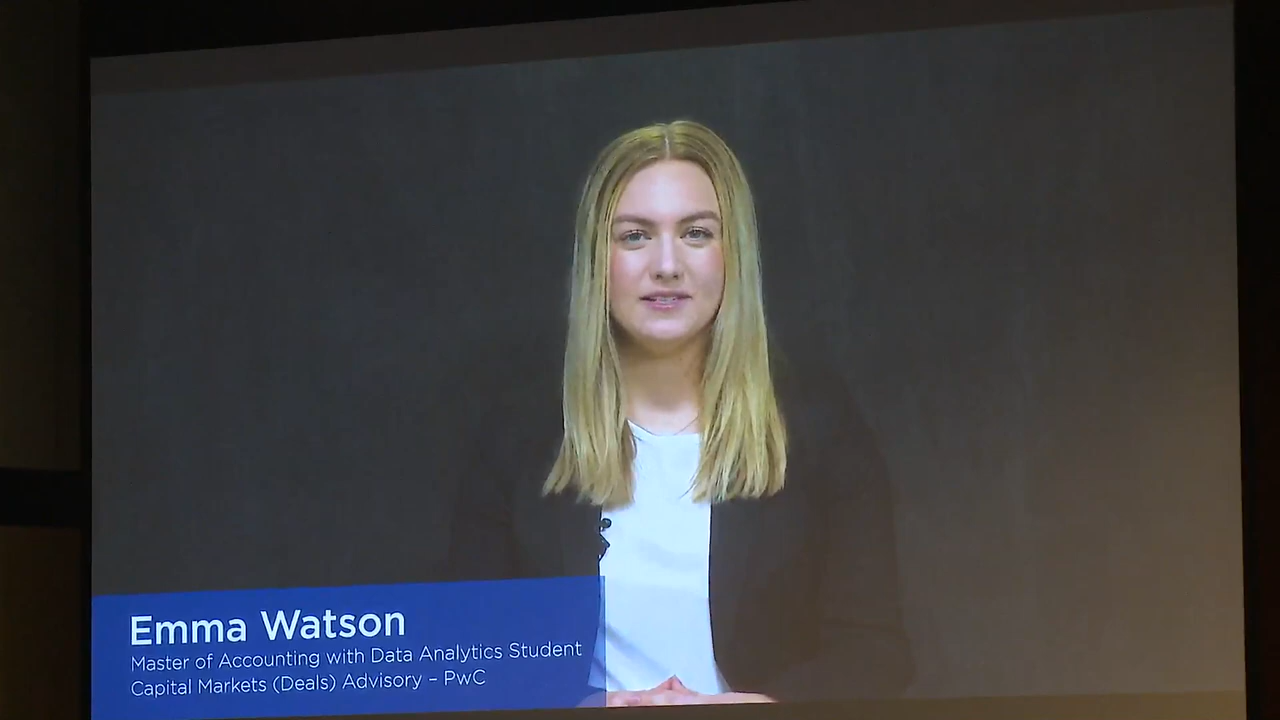 Emma Watson
Master of Accounting with Data Analytics Student
Capital Markets (Deals) Advisory – PwC